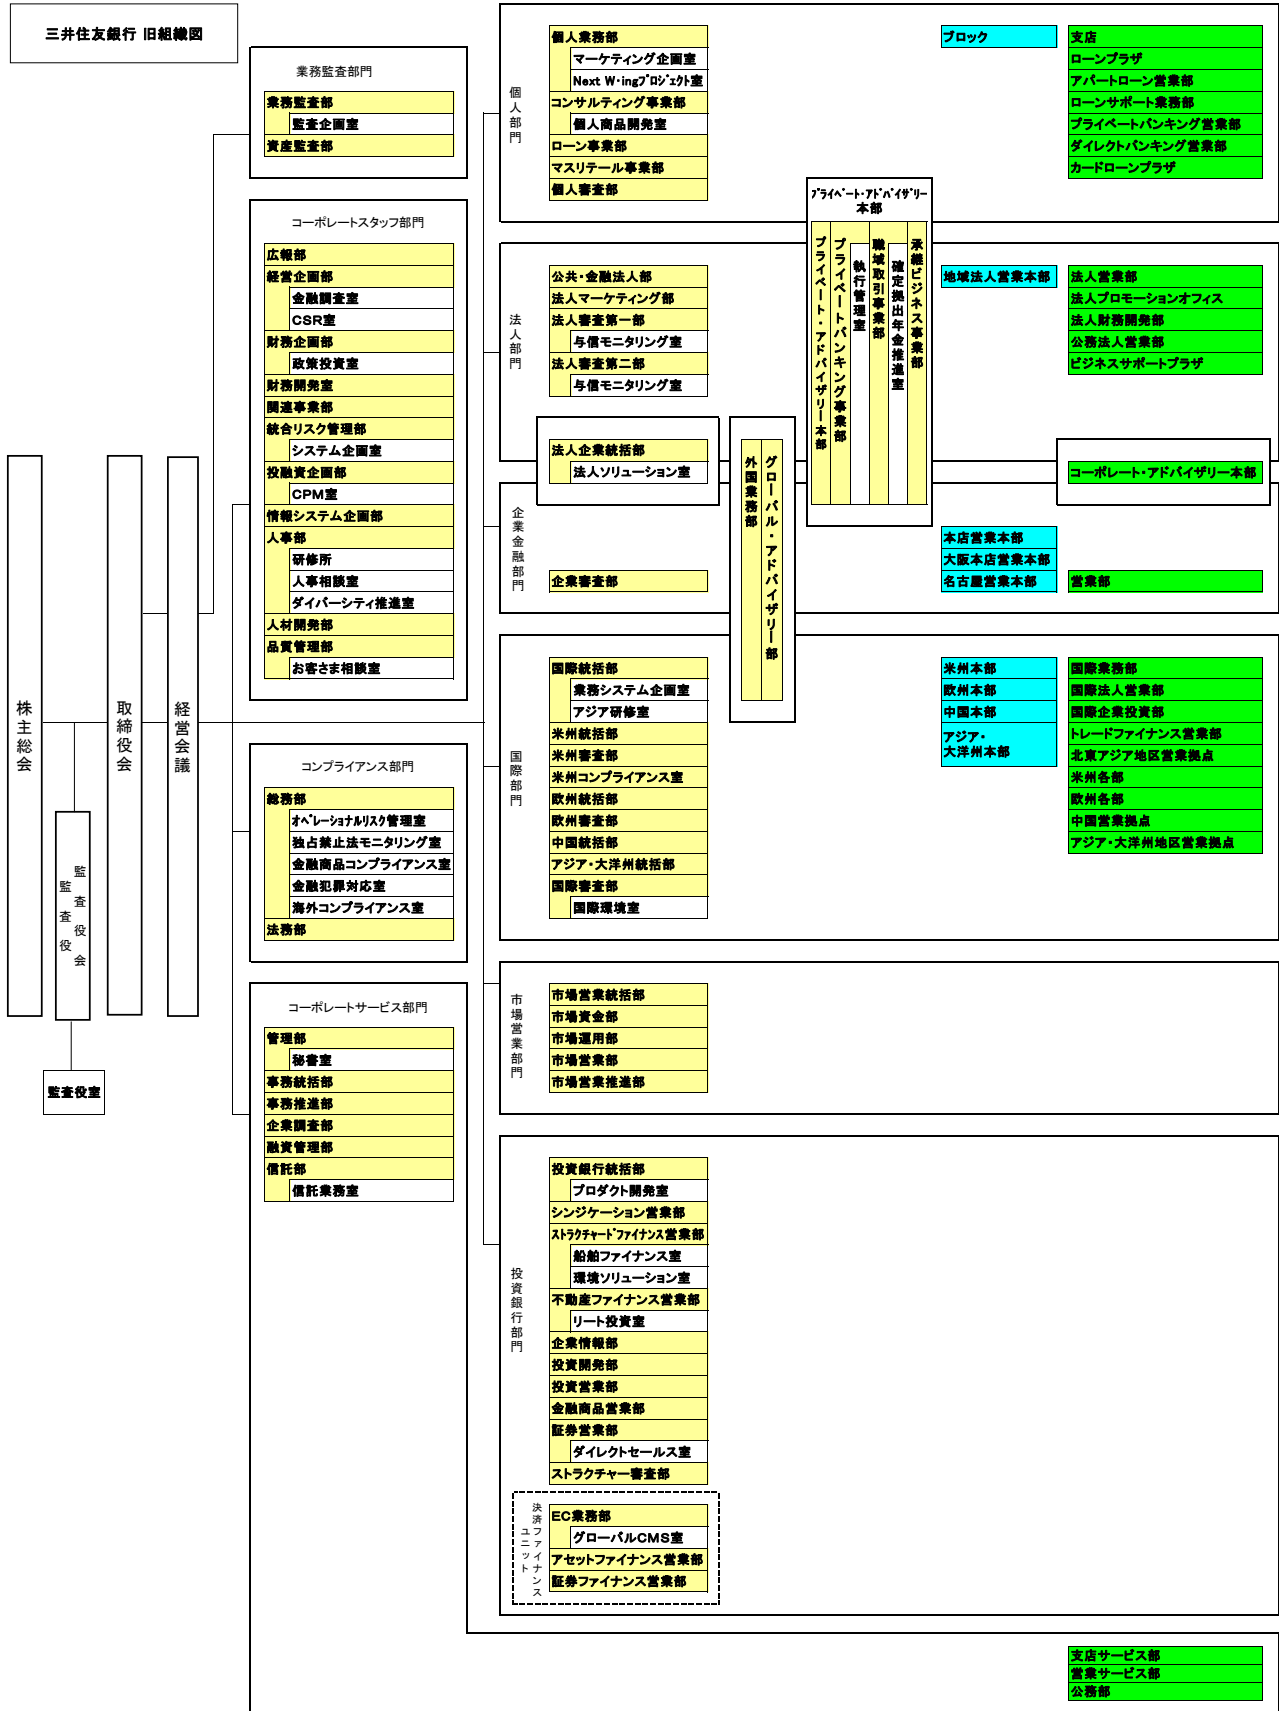 三井住友銀行 旧組織図
株主総会
監査役会
監査役
監査役室
取締役会
経営会議
業務監査部門
業務監査部
監査企画室
資産監査部
コーポレートスタッフ部門
広報部
経営企画部
金融調査室
CSR室
財務企画部
政策投資室
財務開発室
関連事業部
統合リスク管理部
システム企画室
投融資企画部
CPM室
情報システム企画部
人事部
研修所
人事相談室
ダイバーシティ推進室
人材開発部
品質管理部
お客さま相談室
コンプライアンス部門
総務部
オペレーショナルリスク管理室
独占禁止法モニタリング室
金融商品コンプライアンス室
金融犯罪対応室
海外コンプライアンス室
法務部
コーポレートサービス部門
管理部
秘書室
事務統括部
事務推進部
企業調査部
融資管理部
信託部
信託業務室
個人部門
個人業務部
マーケティング企画室
Next W・ingプロジェクト室
コンサルティング事業部
個人商品開発室
ローン事業部
マスリテール事業部
個人審査部
ブロック
支店
ローンプラザ
アパートローン営業部
ローンサポート業務部
プライベートバンキング営業部
ダイレクトバンキング営業部
カードローンプラザ
プライベート・アドバイザリー
本部
プライベート・アドバイザリー本部
プライベートバンキング事業部
執行管理室
職域取引事業部
確定拠出年金推進室
承継ビジネス事業部
法人部門
公共・金融法人部
法人マーケティング部
法人審査第一部
与信モニタリング室
法人審査第二部
与信モニタリング室
地域法人営業本部
法人営業部
法人プロモーションオフィス
法人財務開発部
公務法人営業部
ビジネスサポートプラザ
法人企業統括部
法人ソリューション室
コーポレート・アドバイザリー本部
外国業務部
グローバル・アドバイザリー部
企業金融部門
企業審査部
本店営業本部
大阪本店営業本部
名古屋営業本部
営業部
国際部門
国際統括部
業務システム企画室
アジア研修室
米州統括部
米州審査部
米州コンプライアンス室
欧州統括部
欧州審査部
中国統括部
アジア・大洋州統括部
国際審査部
国際環境室
米州本部
欧州本部
中国本部
アジア・
大洋州本部
国際業務部
国際法人営業部
国際企業投資部
トレードファイナンス営業部
北東アジア地区営業拠点
米州各部
欧州各部
中国営業拠点
アジア・大洋州地区営業拠点
市場営業部門
市場営業統括部
市場資金部
市場運用部
市場営業部
市場営業推進部
投資銀行部門
投資銀行統括部
プロダクト開発室
シンジケーション営業部
ストラクチャードファイナンス営業部
船舶ファイナンス室
環境ソリューション室
不動産ファイナンス営業部
リート投資室
企業情報部
投資開発部
投資営業部
金融商品営業部
証券営業部
ダイレクトセールス室
ストラクチャー審査部
決済ファイナンス
ユニット
EC業務部
グローバルCMS室
アセットファイナンス営業部
証券ファイナンス営業部
支店サービス部
営業サービス部
公務部